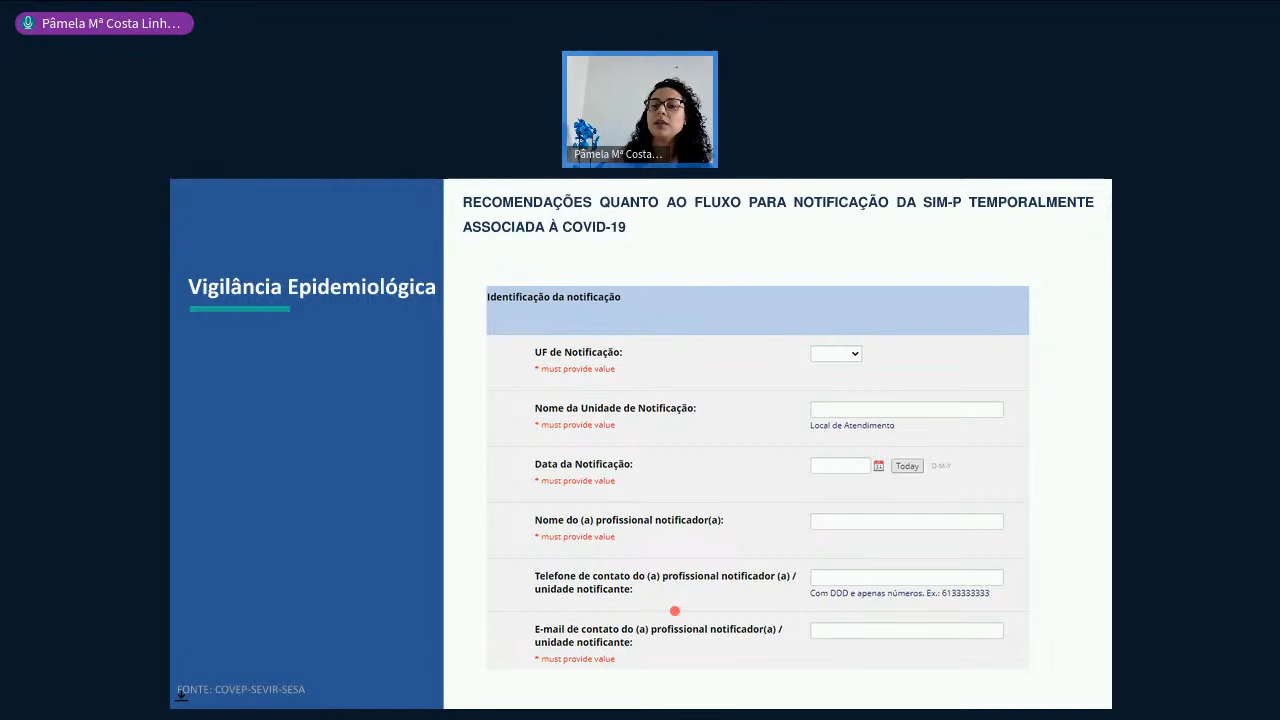 Pâmela Mª Costa Linh...
Pâmela Mª Costa...
RECOMENDAÇÕES QUANTO AO FLUXO PARA NOTIFICAÇÃO DA SIM-P TEMPORALMENTE
ASSOCIADA À COVID-19
Vigilância Epidemiológica
Identificação da notificação
UF de Notificação:
* must provide value
Nome da Unidade de Notificação:
* must provide value
Local de Atendimento
Data da Notificação:
* must provide value
Today D-M-Y
Nome do (a) profissional notificador(a):
* must provide value
Telefone de contato do (a) profissional notificador (a) /
unidade notificante:
Com DDD e apenas números. Ex.: 6133333333
E-mail de contato do (a) profissional notificador(a) /
unidade notificante:
* must provide value
FONTE: COVEP-SEVIR-SESA